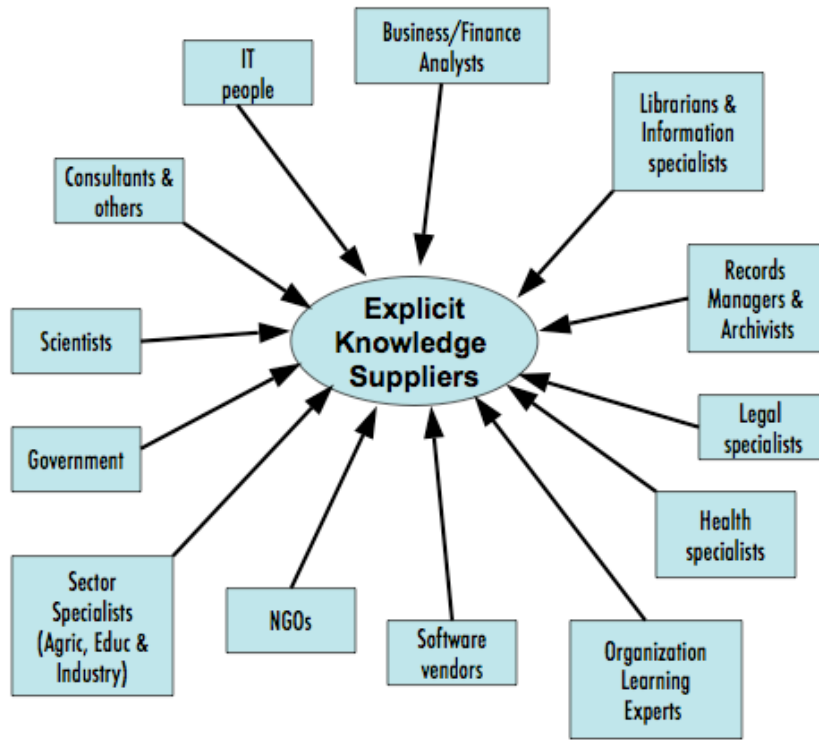 Business/Finance
Analysts
IT
people
Librarians &
Information
specialists
Consultants &
others
Records
Managers &
Archivists
Explicit
Knowledge
Suppliers
Scientists
Legal
specialists
Government
Health
specialists
Sector
Specialists
(Agric, Educ &
Industry)
NGOs
Software
vendors
Organization
Learning
Experts